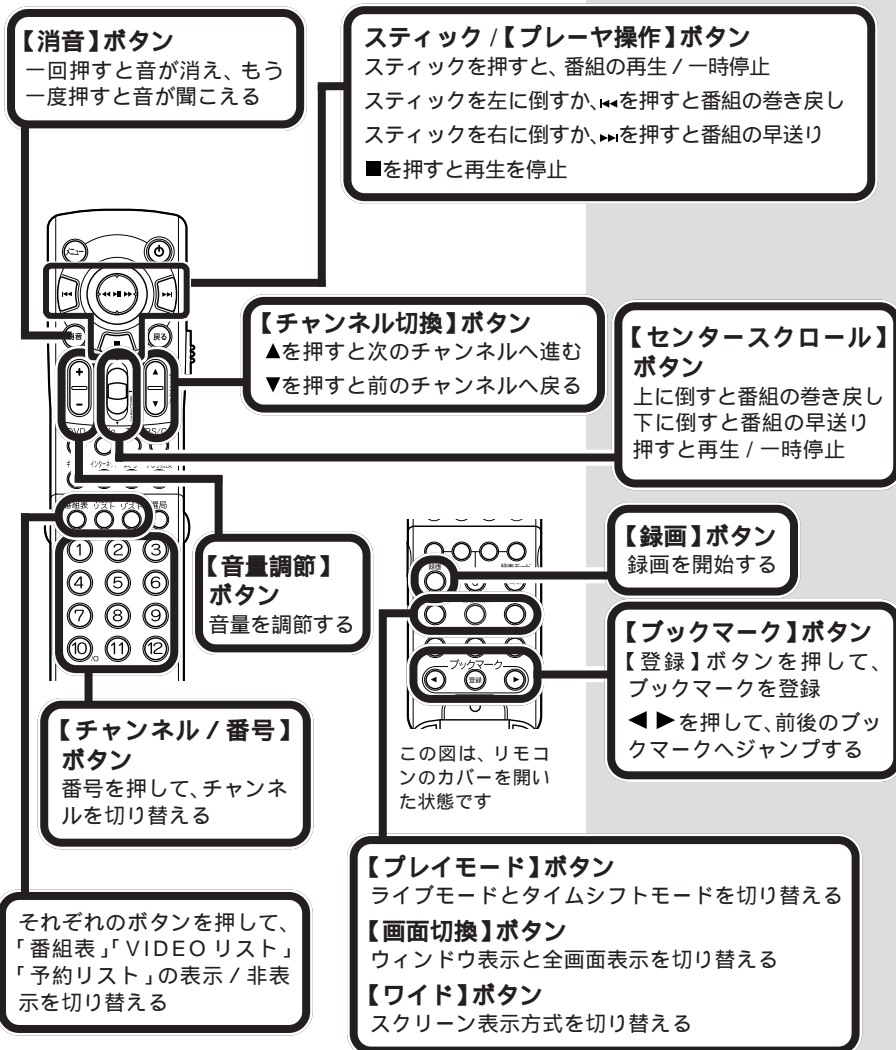 【消音】ボタン
一回押すと音が消え、もう
一度押すと音が聞こえる
スティック /【プレーヤ操作】ボタン
スティックを押すと、番組の再生 / 一時停止
スティックを左に倒すか、⏮を押すと番組の巻き戻し
スティックを右に倒すか、⏭を押すと番組の早送り
■を押すと再生を停止
メニュー
消音
戻る
【チャンネル切換】ボタン
▲を押すと次のチャンネルへ進む
▼を押すと前のチャンネルへ戻る
【センタースクロール】
ボタン
上に倒すと番組の巻き戻し
下に倒すと番組の早送り
押すと再生 / 一時停止
+
-
番組表 リスト リスト 選局
1 2 3
4 5 6
7 8 9
10/0 11 12
【音量調節】
ボタン
音量を調節する
【録画】ボタン
録画を開始する
録画
ブックマーク
登録
【ブックマーク】ボタン
【登録】ボタンを押して、
ブックマークを登録
◀ ▶を押して、前後のブッ
クマークへジャンプする
この図は、リモコ
ンのカバーを開い
た状態です
【チャンネル / 番号】
ボタン
番号を押して、チャンネ
ルを切り替える
それぞれのボタンを押して、
「番組表」「VIDEO リスト」
「予約リスト」の表示 / 非表
示を切り替える
【プレイモード】ボタン
ライブモードとタイムシフトモードを切り替える
【画面切換】ボタン
ウィンドウ表示と全画面表示を切り替える
【ワイド】ボタン
スクリーン表示方式を切り替える